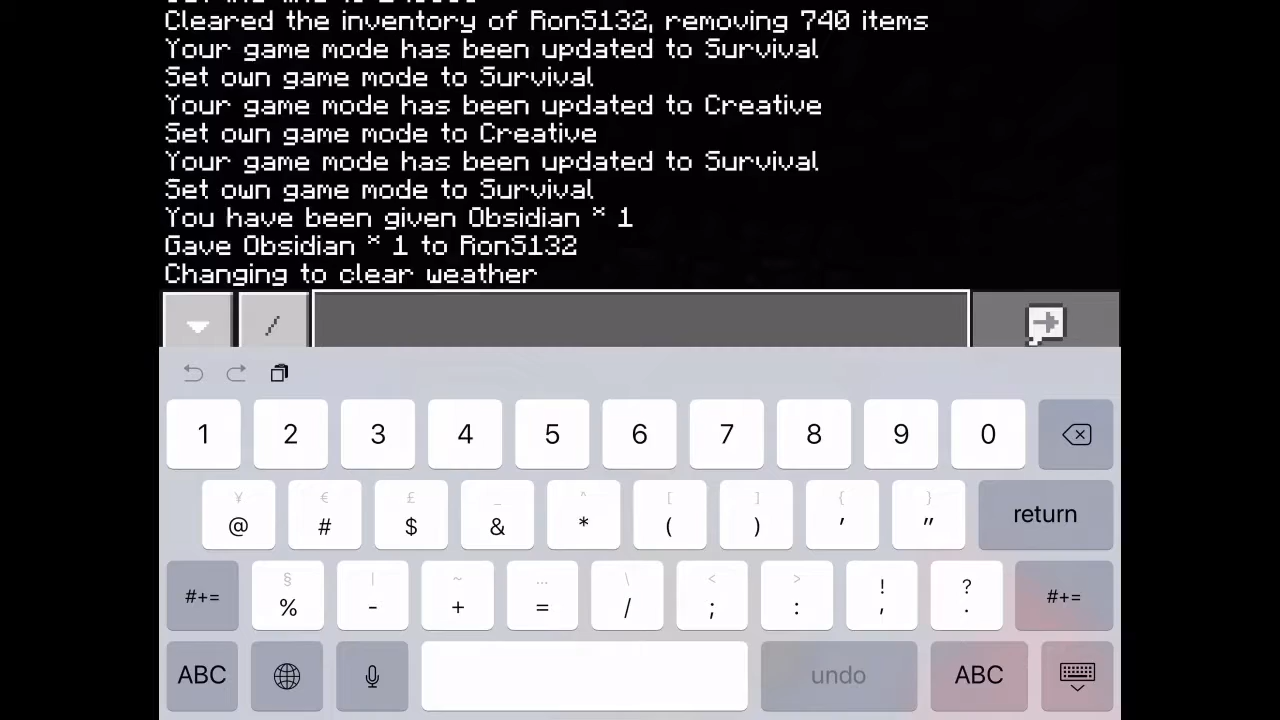 Cleared the inventory of RonS132, removing 740 items
Your game mode has been updated to Survival
Set own game mode to Survival
Your game mode has been updated to Creative
Set own game mode to Creative
Your game mode has been updated to Survival
Set own game mode to Survival
You have been given Obsidian * 1
Gave Obsidian * 1 to RonS132
Changing to clear weather
/
1 2 3 4 5 6 7 8 9 0
¥ € £ _ ^ [ ] { }
@ # $ & * ( ) ' " return
§ | ~ … \ < > ! ?
#+= % - + = / ; : , . #+=
ABC undo ABC